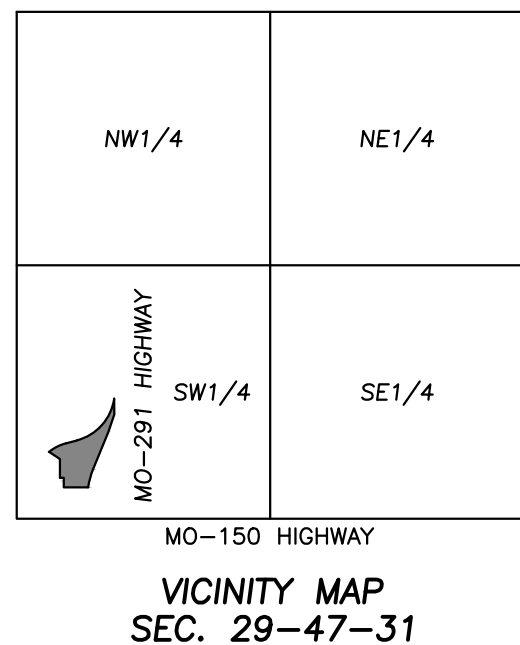 NW1/4
NE1/4
MO-291 HIGHWAY
SW1/4
SE1/4
MO-150 HIGHWAY
VICINITY MAP
SEC. 29-47-31